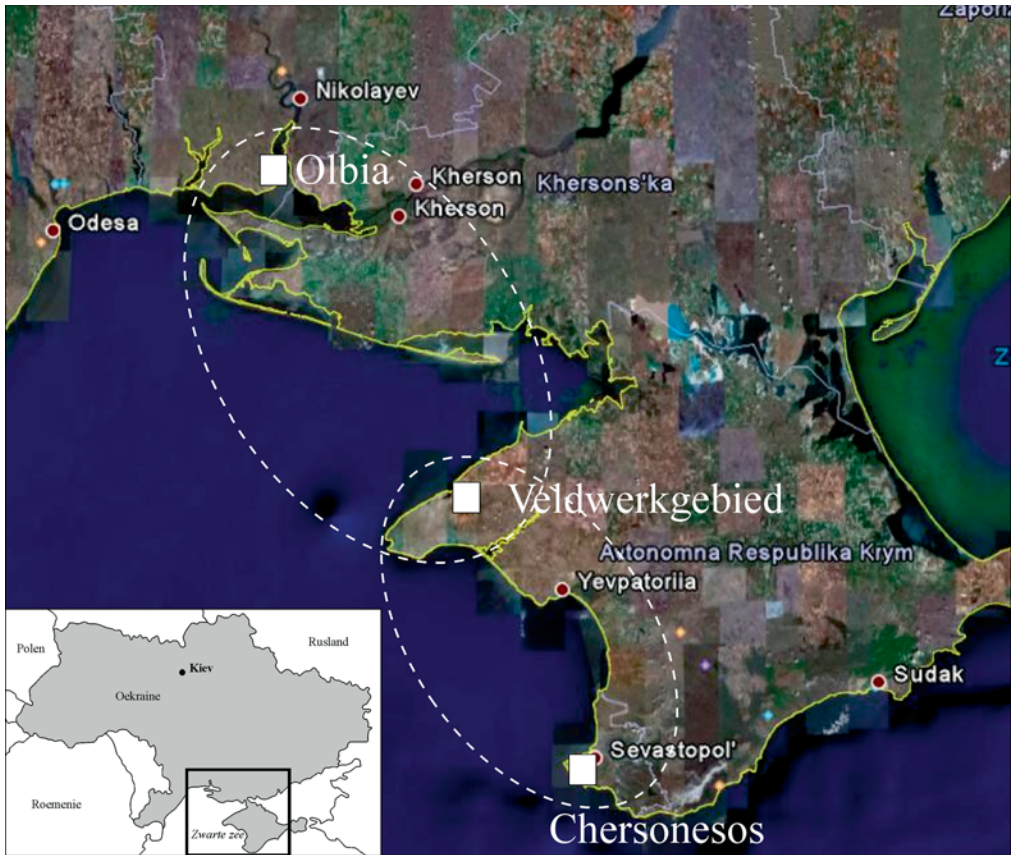 Zapori
Nikolayev
Olbia
Kherson
Khersons'ka
Kherson
Odesa
Z
Veldwerkgebied
Avtonomna Respublika Krym
Yevpatoriia
Sudak
Sevastopol'
Chersonesos
Polen
Rusland
Kiev
Oekraine
Roemenie
Zwarte zee